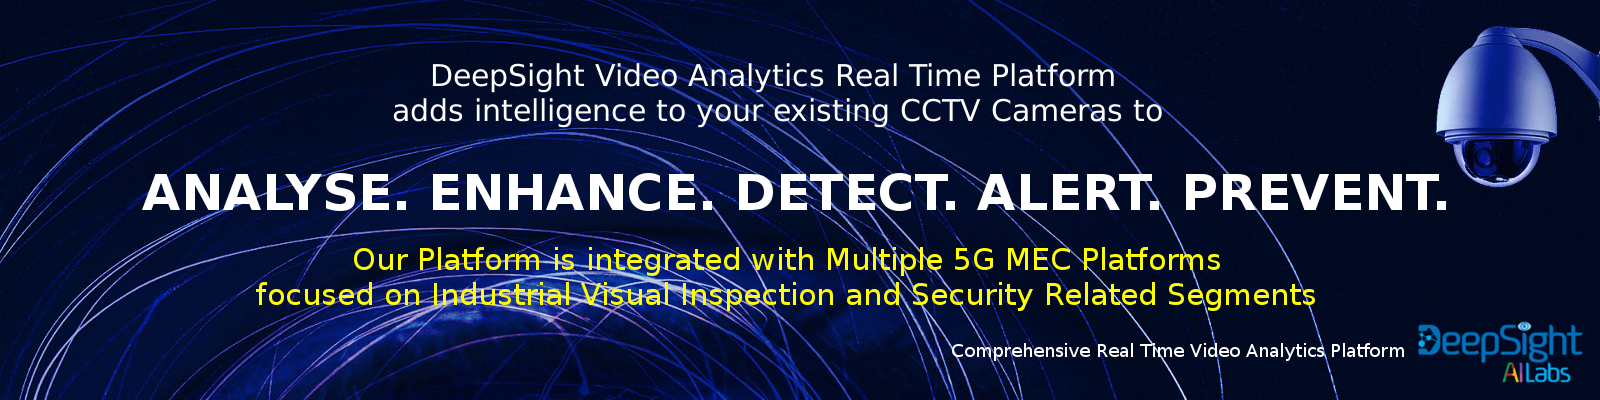 DeepSight Video Analytics Real Time Platform
adds intelligence to your existing CCTV Cameras to
ANALYSE. ENHANCE. DETECT. ALERT. PREVENT.
Our Platform is integrated with Multiple 5G MEC Platforms
focused on Industrial Visual Inspection and Security Related Segments
Comprehensive Real Time Video Analytics Platform
DeepSight
AI Labs